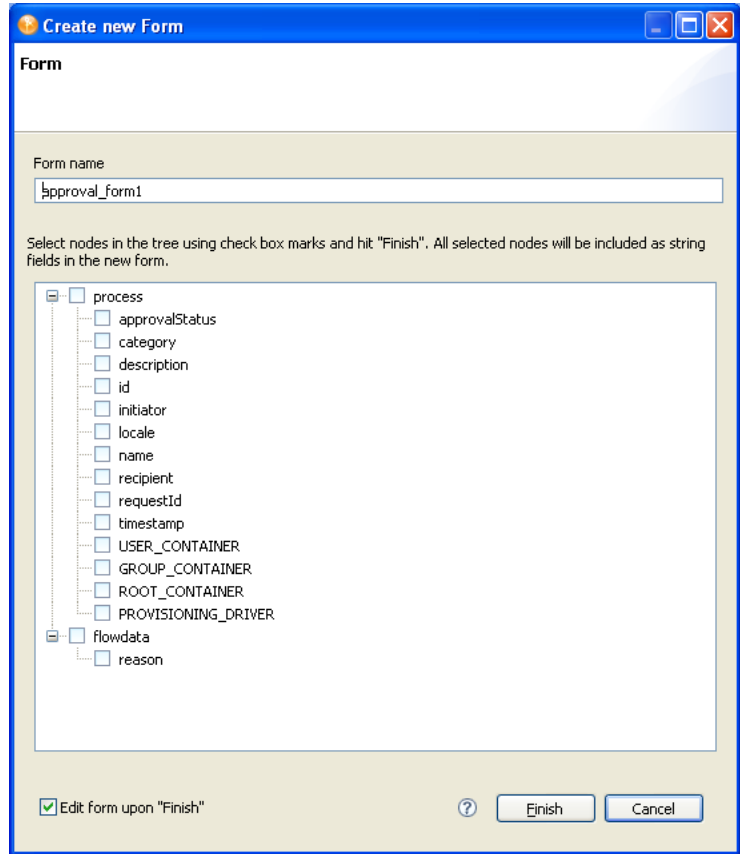 Create new Form
Form
Form name
approval_form1
Select nodes in the tree using check box marks and hit "Finish". All selected nodes will be included as string
fields in the new form.
process
approvalStatus
category
description
id
initiator
locale
name
recipient
requestId
timestamp
USER_CONTAINER
GROUP_CONTAINER
ROOT_CONTAINER
PROVISIONING_DRIVER
flowdata
reason
Edit form upon "Finish"
?
Finish
Cancel